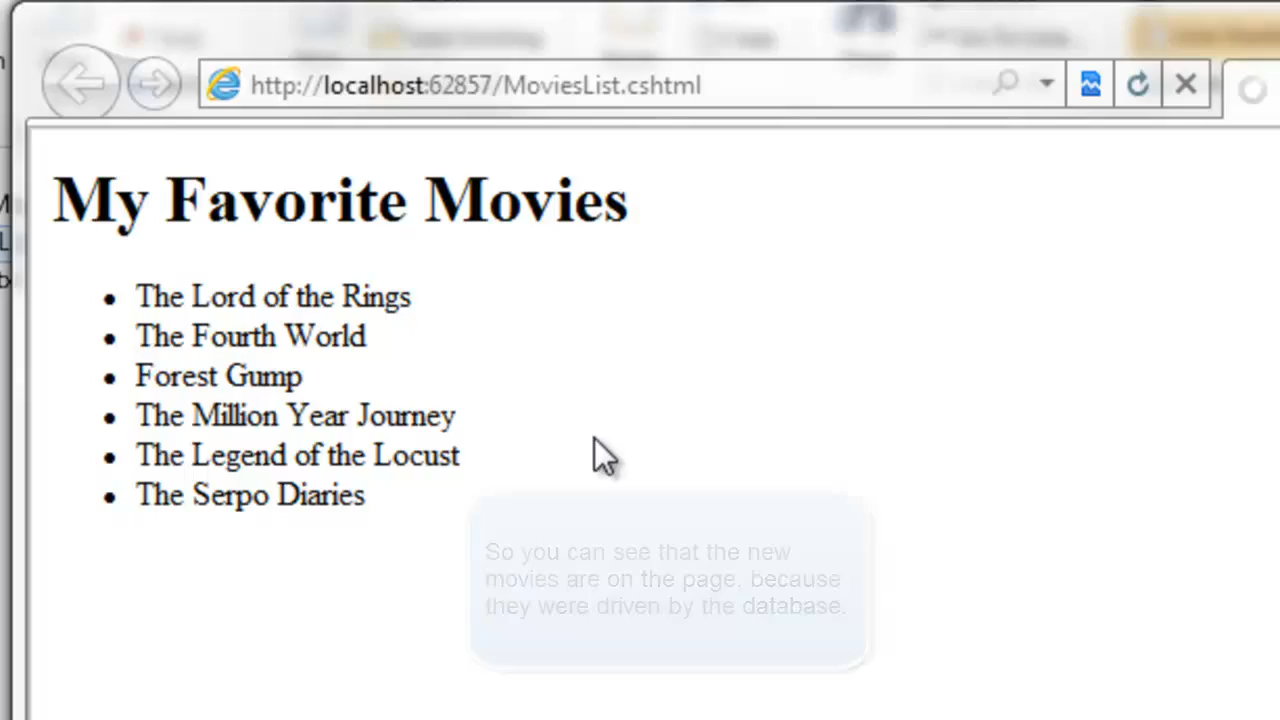 http://localhost:62857/MoviesList.cshtml
My Favorite Movies
The Lord of the Rings
The Fourth World
Forest Gump
The Million Year Journey
The Legend of the Locust
The Serpo Diaries
So you can see that the new
movies are on the page, because
they were driven by the database.